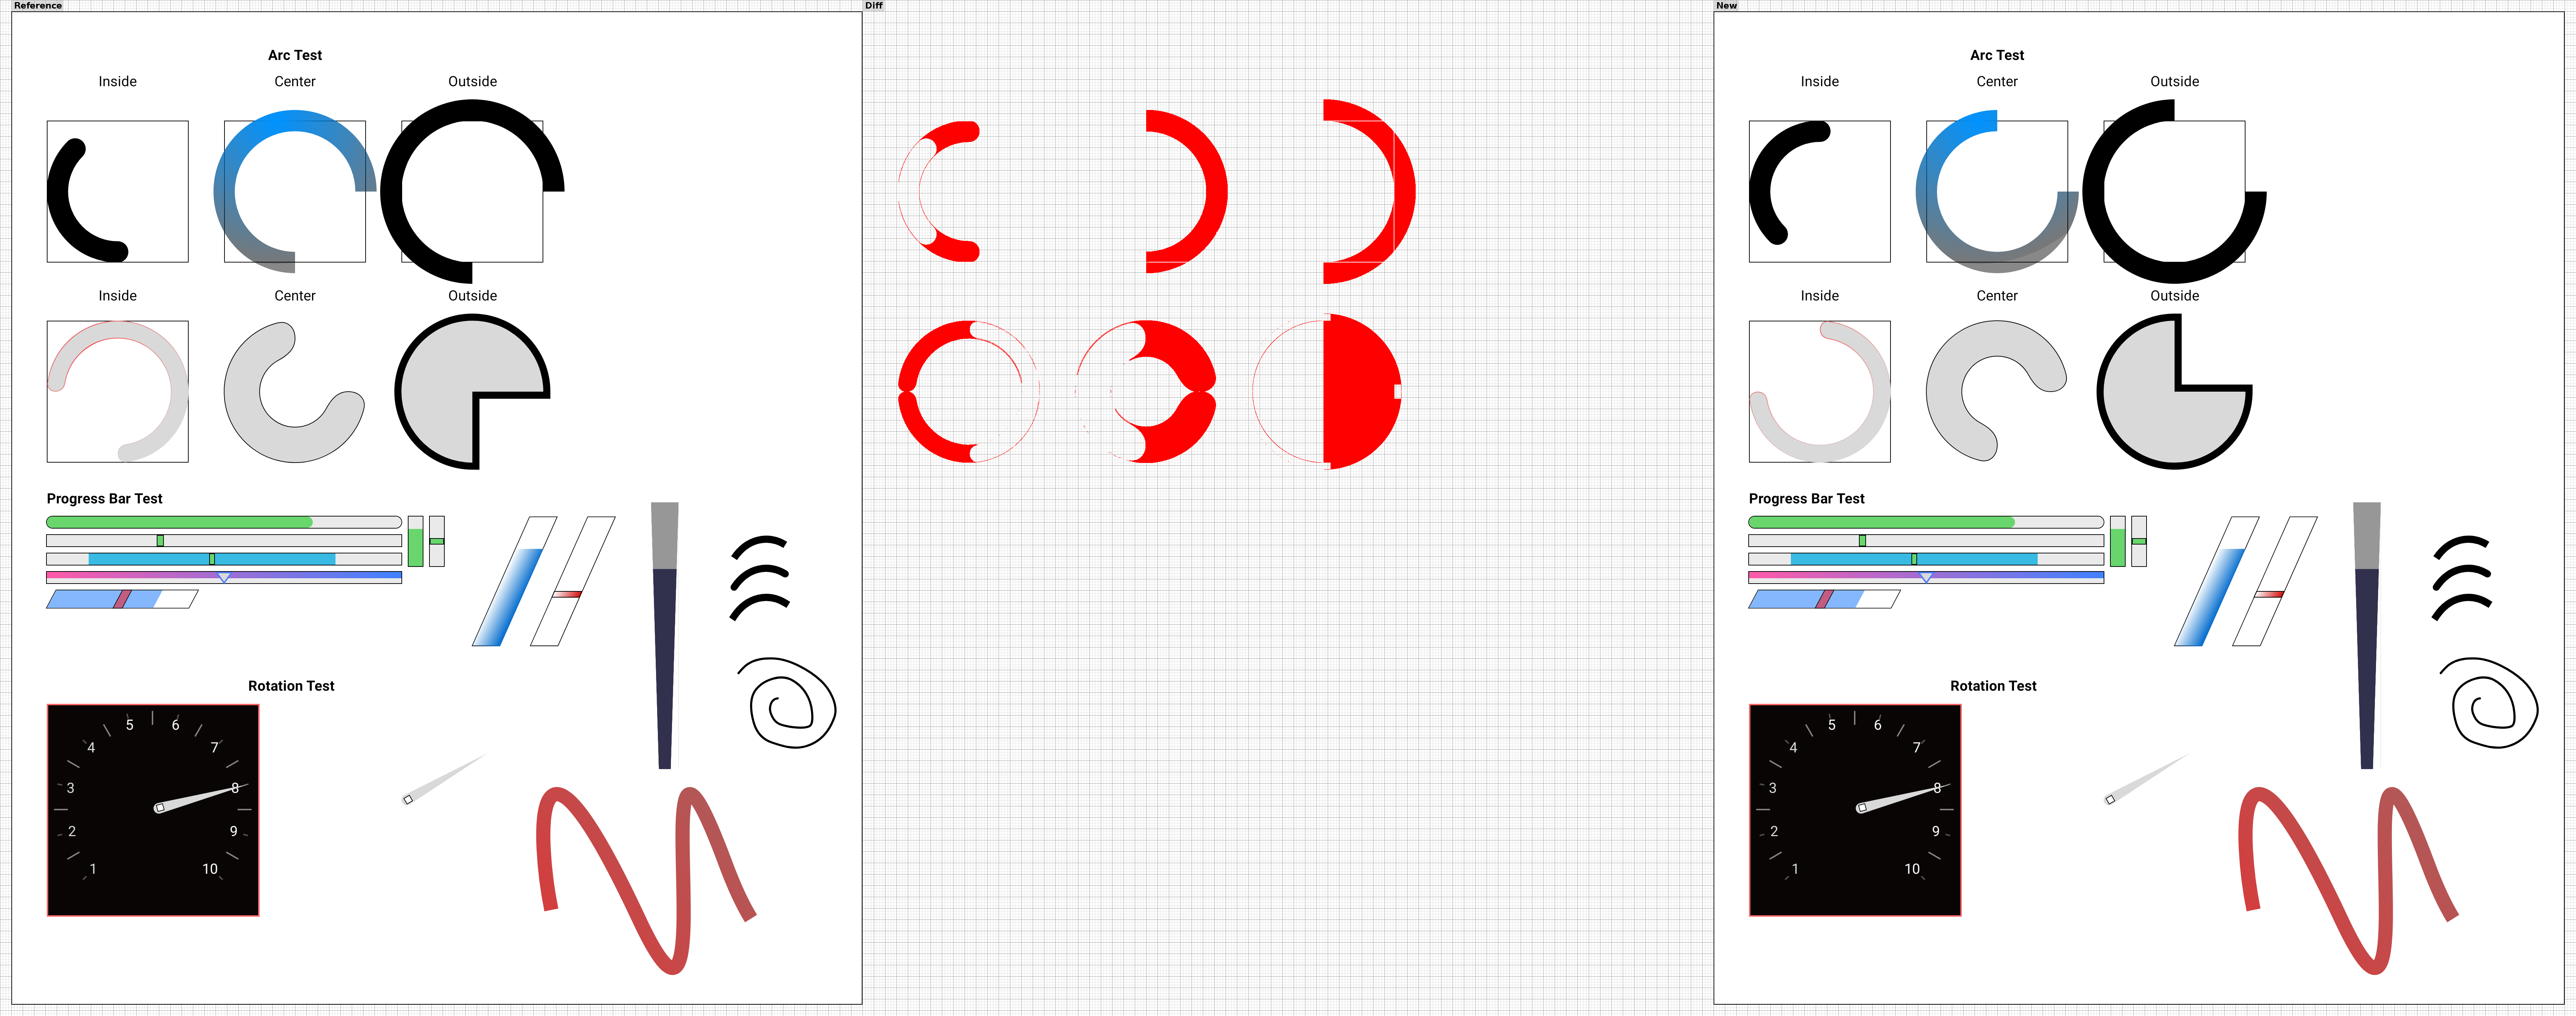 Reference
Arc Test
Inside Center Outside
Inside Center Outside
Progress Bar Test
Rotation Test
5 6
4 7
3 8
2 9
1 10
Diff
New
Arc Test
Inside Center Outside
Inside Center Outside
Progress Bar Test
Rotation Test
5 6
4 7
3 8
2 9
1 10